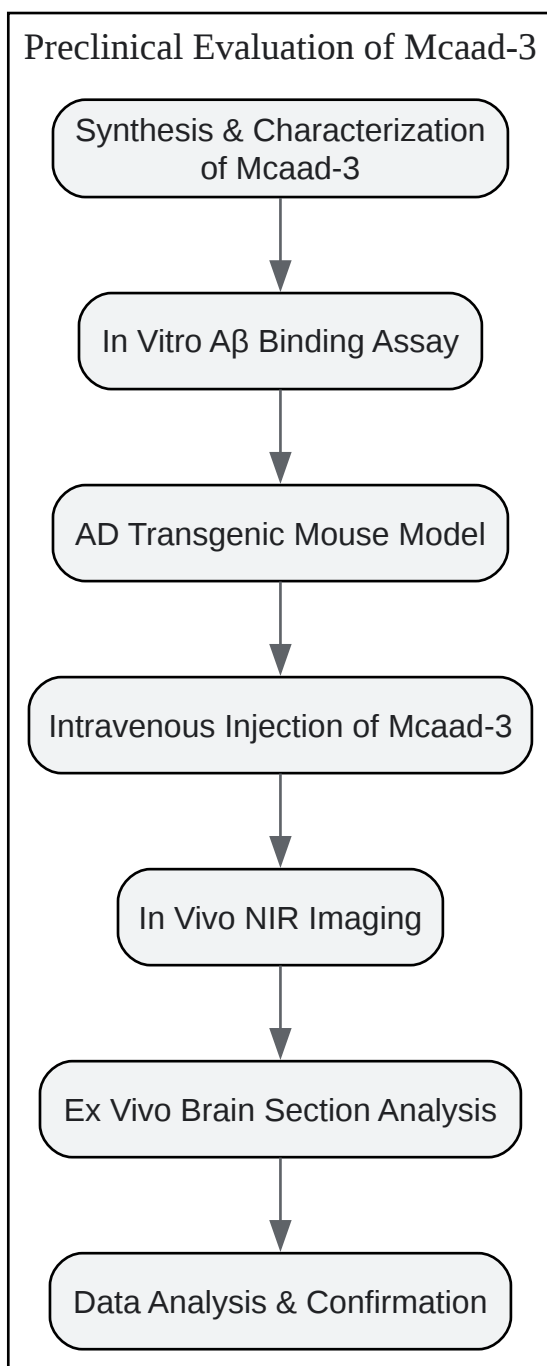 Preclinical Evaluation of Mcaad-3
Synthesis & Characterization
of Mcaad-3
In Vitro Aβ Binding Assay
AD Transgenic Mouse Model
Intravenous Injection of Mcaad-3
In Vivo NIR Imaging
Ex Vivo Brain Section Analysis
Data Analysis & Confirmation